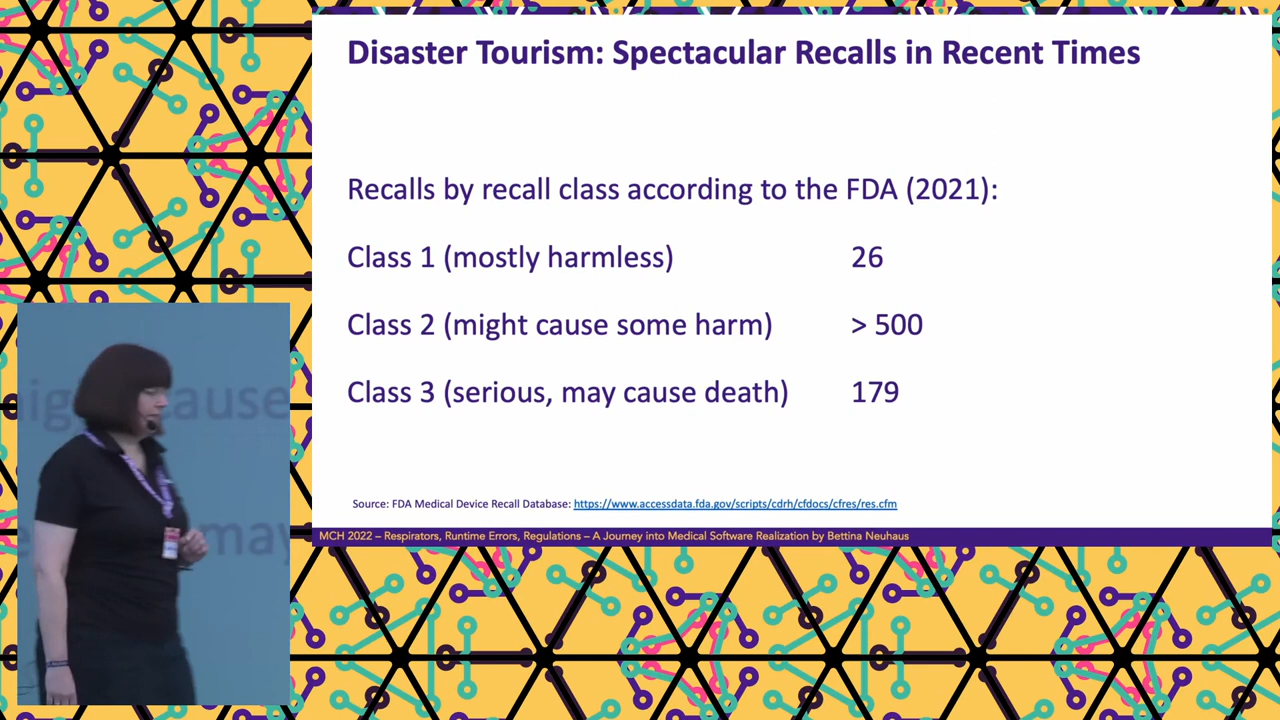 Disaster Tourism: Spectacular Recalls in Recent Times
Recalls by recall class according to the FDA (2021):
Class 1 (mostly harmless) 26
Class 2 (might cause some harm) > 500
Class 3 (serious, may cause death) 179
Source: FDA Medical Device Recall Database: https://www.accessdata.fda.gov/scripts/cdrh/cfdocs/cfres/res.cfm
MCH 2022 – Respirators, Runtime Errors, Regulations – A Journey into Medical Software Realization by Bettina Neuhaus
cause
may